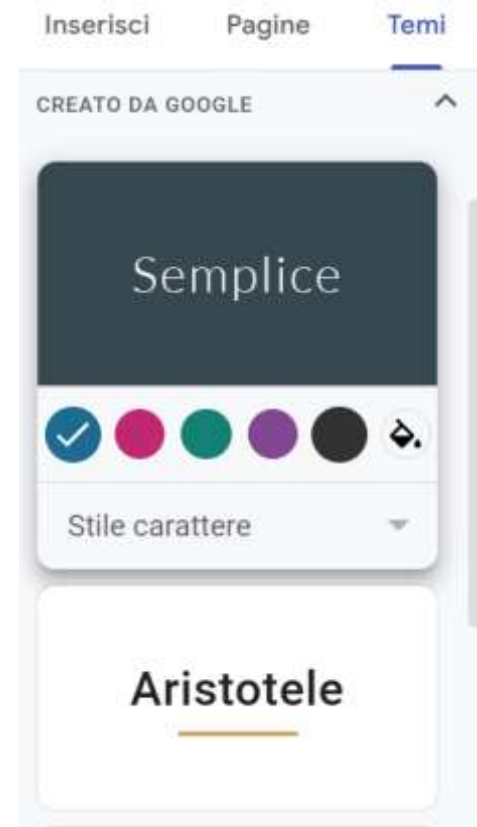 Inserisci Pagine Temi
CREATO DA GOOGLE
Semplice
Stile carattere
Aristotele